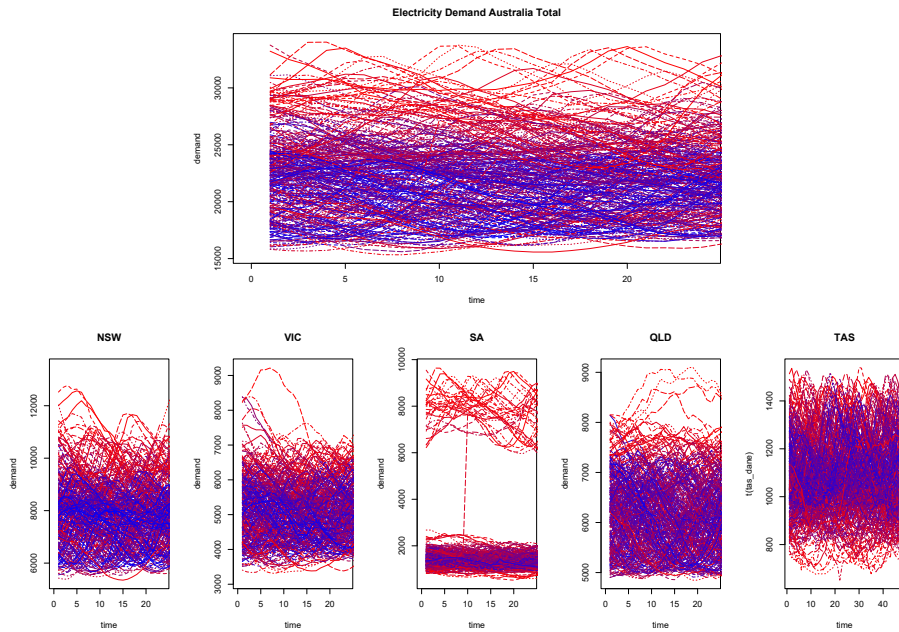 Electricity Demand Australia Total
demand
30000
25000
20000
15000
0 5 10 15 20
time
NSW
demand
12000
10000
8000
6000
0 5 10 15 20
time
VIC
demand
9000
8000
7000
6000
5000
4000
3000
0 5 10 15 20
time
SA
demand
10000
8000
6000
4000
2000
0 5 10 15 20
time
QLD
demand
9000
8000
7000
6000
5000
0 5 10 15 20
time
TAS
t(tas_dane)
1400
1200
1000
800
0 10 20 30 40
time